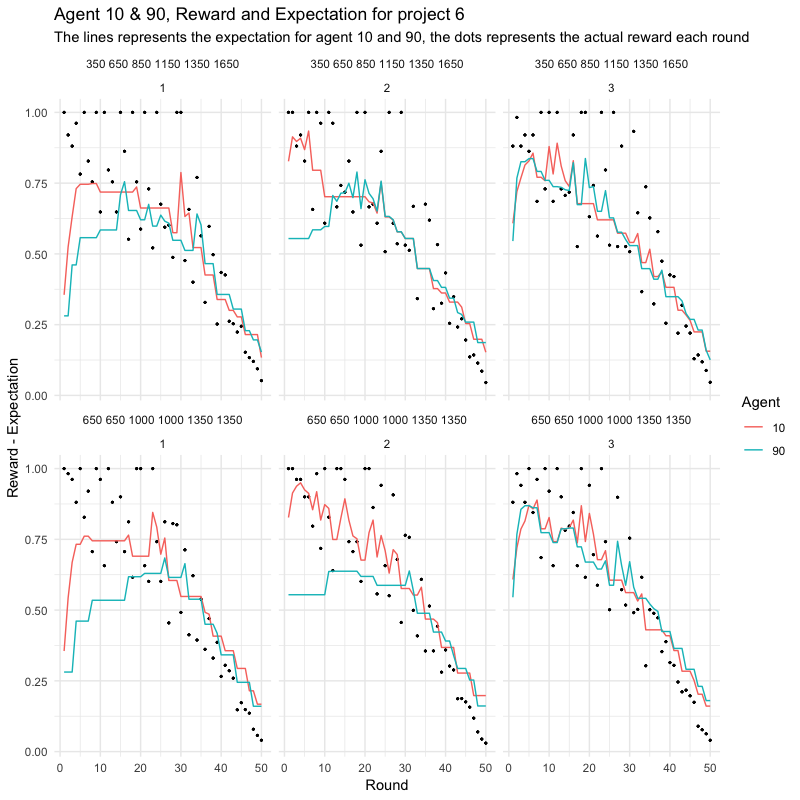 Agent 10 & 90, Reward and Expectation for project 6
The lines represents the expectation for agent 10 and 90, the dots represents the actual reward each round
350 650 850 1150 1350 1650 350 650 850 1150 1350 1650 350 650 850 1150 1350 1650
1 2 3
1.00
0.75
0.50
0.25
0.00
650 650 1000 1000 1350 1350 650 650 1000 1000 1350 1350 650 650 1000 1000 1350 1350
1 2 3
1.00
0.75
0.50
0.25
0.00
0 10 20 30 40 50 0 10 20 30 40 50 0 10 20 30 40 50
Round
Reward - Expectation
Agent
10
90